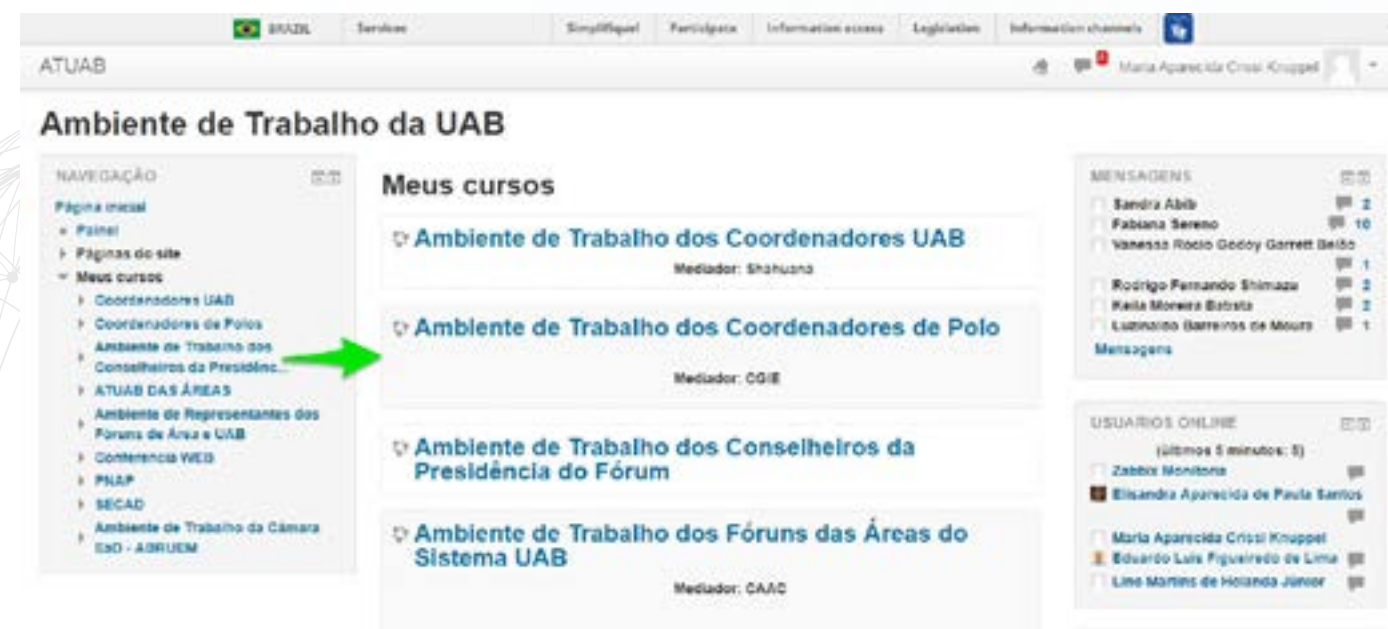 BRAZIL Services Simplifique! Participate Information access Legislation Information channels
ATUAB
Maria Aparecida Crissi Knuppel
Ambiente de Trabalho da UAB
NAVEGAÇÃO
Página inicial
Painel
Páginas do site
Meus cursos
Coordenadores UAB
Coordenadores de Polos
Ambiente de Trabalho dos
Conselheiros da Presidênc...
ATUAB DAS ÁREAS
Ambiente de Representantes dos
Fóruns de Área e UAB
Conferencia WEB
PNAP
SECAD
Ambiente de Trabalho da Câmara
EaD - ABRUEM
Meus cursos
Ambiente de Trabalho dos Coordenadores UAB
Mediador: Shahuana
Ambiente de Trabalho dos Coordenadores de Polo
Mediador: CGIE
Ambiente de Trabalho dos Conselheiros da
Presidência do Fórum
Ambiente de Trabalho dos Fóruns das Áreas do
Sistema UAB
Mediador: CAAC
MENSAGENS
Sandra Abib 2
Fabiana Sereno 10
Vanessa Rocio Godoy Garrett Belão
1
Rodrigo Fernando Shimazu 2
Keila Moreira Batista 2
Luzinaldo Barreiros de Moura 1
Mensagens
USUARIOS ONLINE
(últimos 5 minutos: 5)
Zabbix Monitoria
Elisandra Aparecida de Paula Santos
Maria Aparecida Crissi Knuppel
Eduardo Luis Figueiredo de Lima
Lino Martins de Holanda Júnior